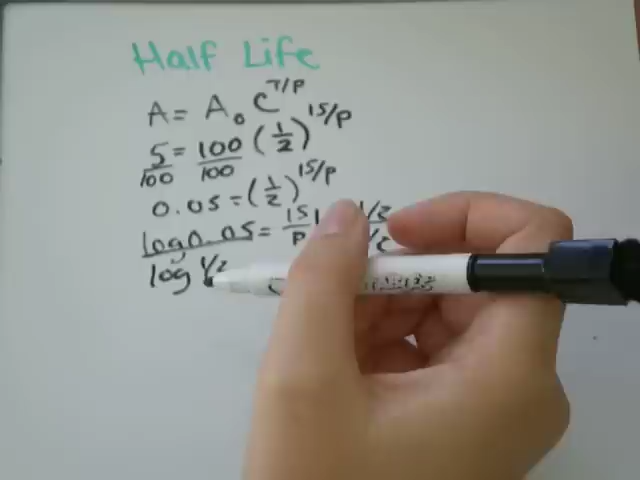 Half Life
A = A₀ C^T/P
5/100 = 100/100 (1/2)^15/P
0.05 = (1/2)^15/P
log 0.05 / log 1/2 = 15/P